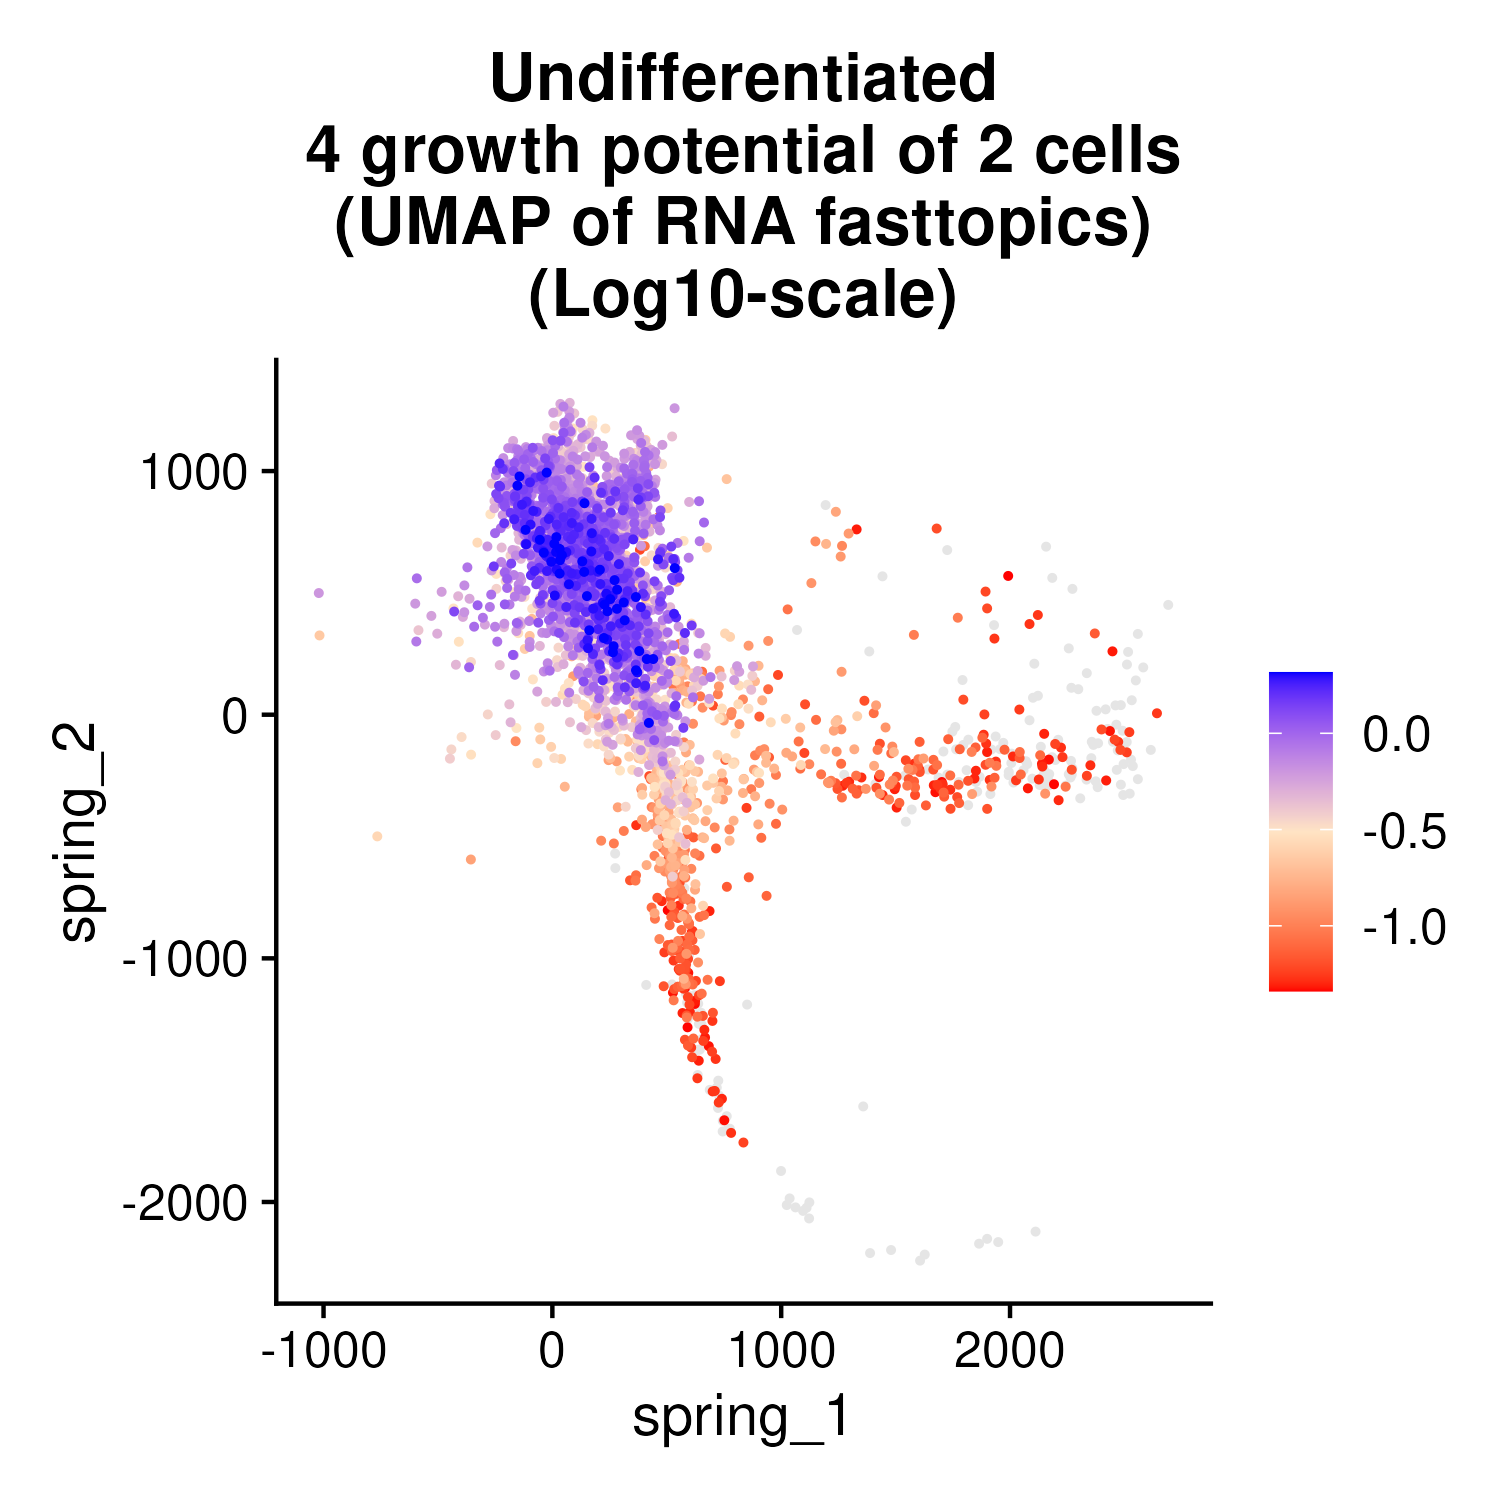 Undifferentiated
4 growth potential of 2 cells
(UMAP of RNA fasttopics)
(Log10-scale)
1000
0
-1000
-2000
spring_2
-1000 0 1000 2000
spring_1
0.0
-0.5
-1.0